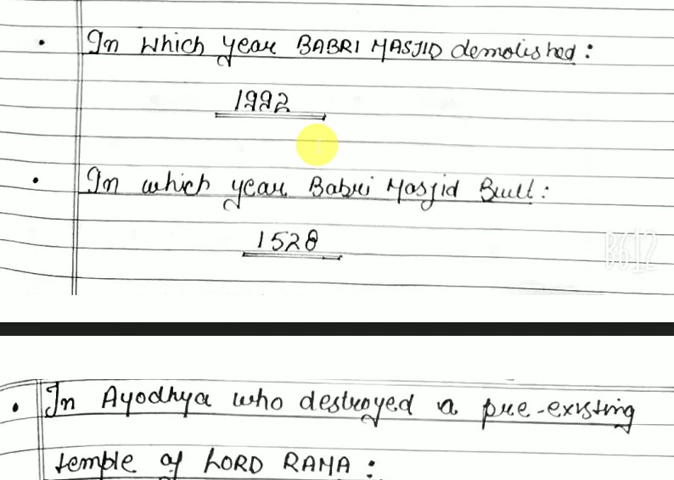 • In which year BABRI MASJID demolished:
1992
• In which year Babri Masjid Built:
1528
B612
• In Ayodhya who destroyed a pre-existing
temple of LORD RAMA: